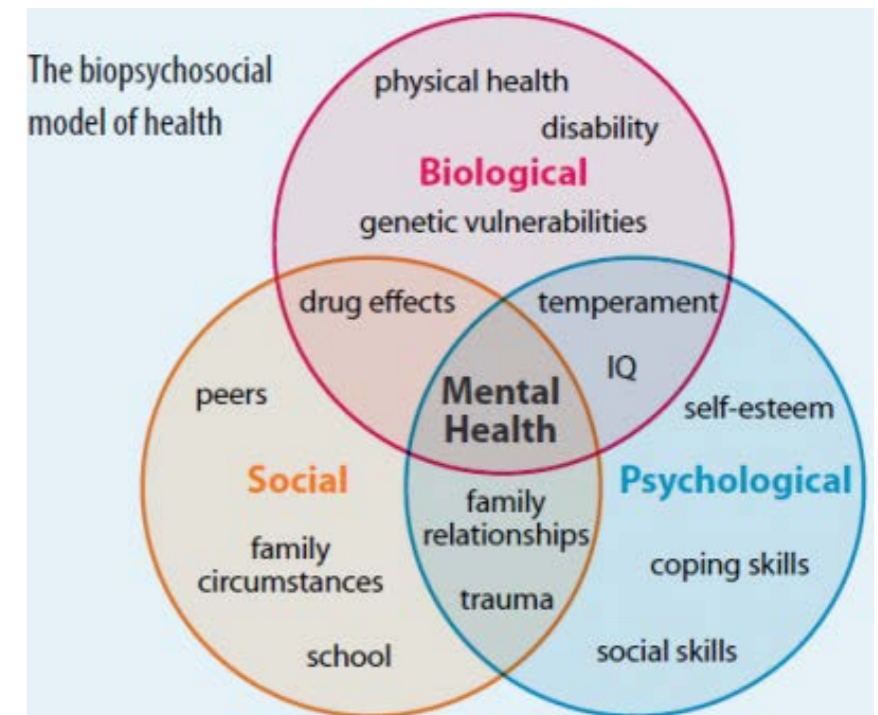 The biopsychosocial
model of health
physical health
disability
Biological
genetic vulnerabilities
drug effects
temperament
IQ
peers
Mental
Health
self-esteem
Social
Psychological
family
relationships
family
circumstances
coping skills
trauma
school
social skills